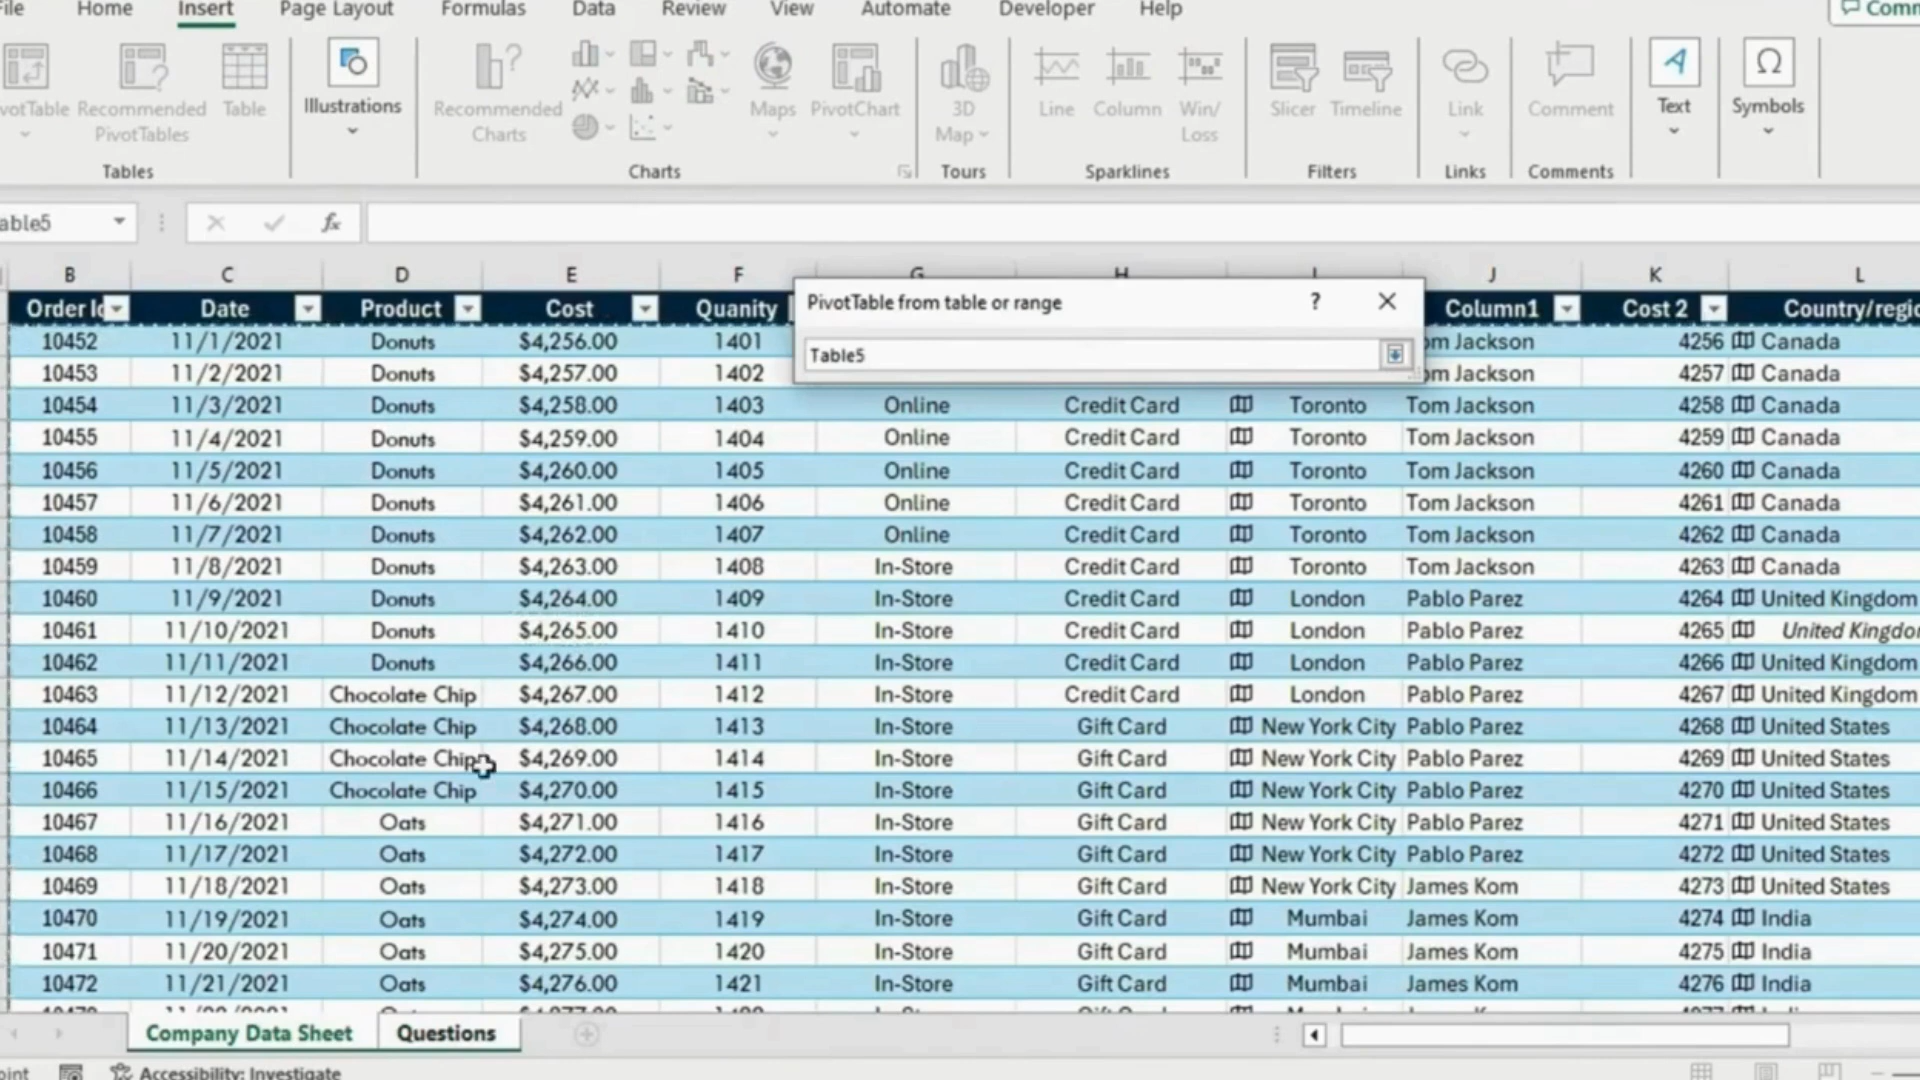 File Home Insert Page Layout Formulas Data Review View Automate Developer Help
Recommended PivotTables Table Illustrations Recommended Charts Maps PivotChart 3D Map Line Column Win/ Loss Slicer Timeline Link Comment Text Symbols
Tables Charts Tours Sparklines Filters Links Comments
fx
B C D E F G H I J K L
Date Product Cost Quanity Column1 Cost 2
PivotTable from table or range ? ×
Table5
10452 11/1/2021 Donuts $4,256.00 1401 Jackson 4256 Canada
10453 11/2/2021 Donuts $4,257.00 1402 Jackson 4257 Canada
10454 11/3/2021 Donuts $4,258.00 1403 Online Credit Card Toronto Tom Jackson 4258 Canada
10455 11/4/2021 Donuts $4,259.00 1404 Online Credit Card Toronto Tom Jackson 4259 Canada
10456 11/5/2021 Donuts $4,260.00 1405 Online Credit Card Toronto Tom Jackson 4260 Canada
10457 11/6/2021 Donuts $4,261.00 1406 Online Credit Card Toronto Tom Jackson 4261 Canada
10458 11/7/2021 Donuts $4,262.00 1407 Online Credit Card Toronto Tom Jackson 4262 Canada
10459 11/8/2021 Donuts $4,263.00 1408 In-Store Credit Card Toronto Tom Jackson 4263 Canada
10460 11/9/2021 Donuts $4,264.00 1409 In-Store Credit Card London Pablo Parez 4264 United Kingdom
10461 11/10/2021 Donuts $4,265.00 1410 In-Store Credit Card London Pablo Parez 4265 United
10462 11/11/2021 Donuts $4,266.00 1411 In-Store Credit Card London Pablo Parez 4266 United Kingdom
10463 11/12/2021 Chocolate Chip $4,267.00 1412 In-Store Credit Card London Pablo Parez 4267 United Kingdom
10464 11/13/2021 Chocolate Chip $4,268.00 1413 In-Store Gift Card New York City Pablo Parez 4268 United States
10465 11/14/2021 Chocolate Chip $4,269.00 1414 In-Store Gift Card New York City Pablo Parez 4269 United States
10466 11/15/2021 Chocolate Chip $4,270.00 1415 In-Store Gift Card New York City Pablo Parez 4270 United States
10467 11/16/2021 Oats $4,271.00 1416 In-Store Gift Card New York City Pablo Parez 4271 United States
10468 11/17/2021 Oats $4,272.00 1417 In-Store Gift Card New York City Pablo Parez 4272 United States
10469 11/18/2021 Oats $4,273.00 1418 In-Store Gift Card New York City James Kom 4273 United States
10470 11/19/2021 Oats $4,274.00 1419 In-Store Gift Card Mumbai James Kom 4274 India
10471 11/20/2021 Oats $4,275.00 1420 In-Store Gift Card Mumbai James Kom 4275 India
10472 11/21/2021 Oats $4,276.00 1421 In-Store Gift Card Mumbai James Kom 4276 India
Company Data Sheet Questions
Accessibility: Investigate